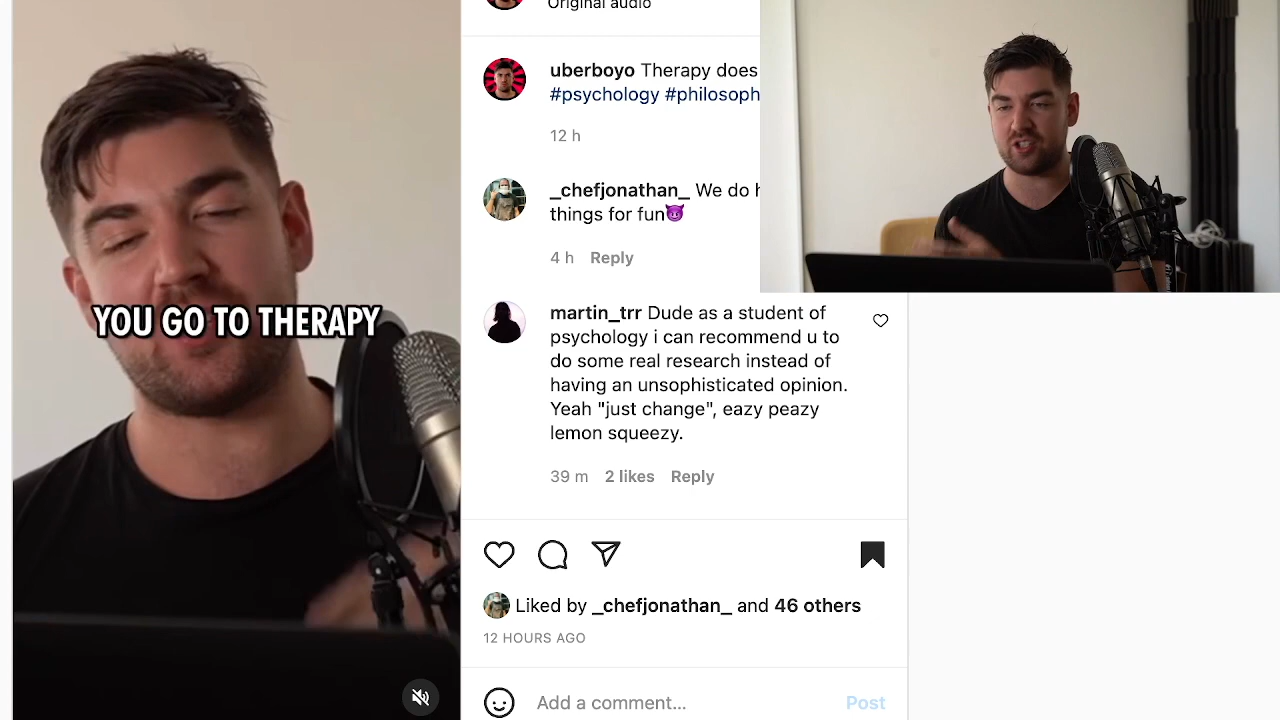 YOU GO TO THERAPY
Original audio
uberboyo Therapy does
#psychology #philosoph
12 h
_chefjonathan_ We do h
things for fun😈
4 h Reply
martin_trr Dude as a student of
psychology i can recommend u to
do some real research instead of
having an unsophisticated opinion.
Yeah "just change", eazy peazy
lemon squeezy.
39 m 2 likes Reply
Liked by _chefjonathan_ and 46 others
12 HOURS AGO
Add a comment... Post